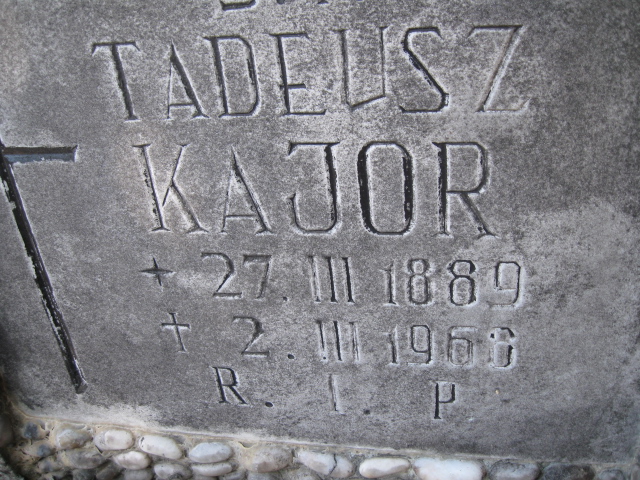 TADEUSZ
KAJOR
+ 27. III 1889
† 2. III 1966
R. I. P.